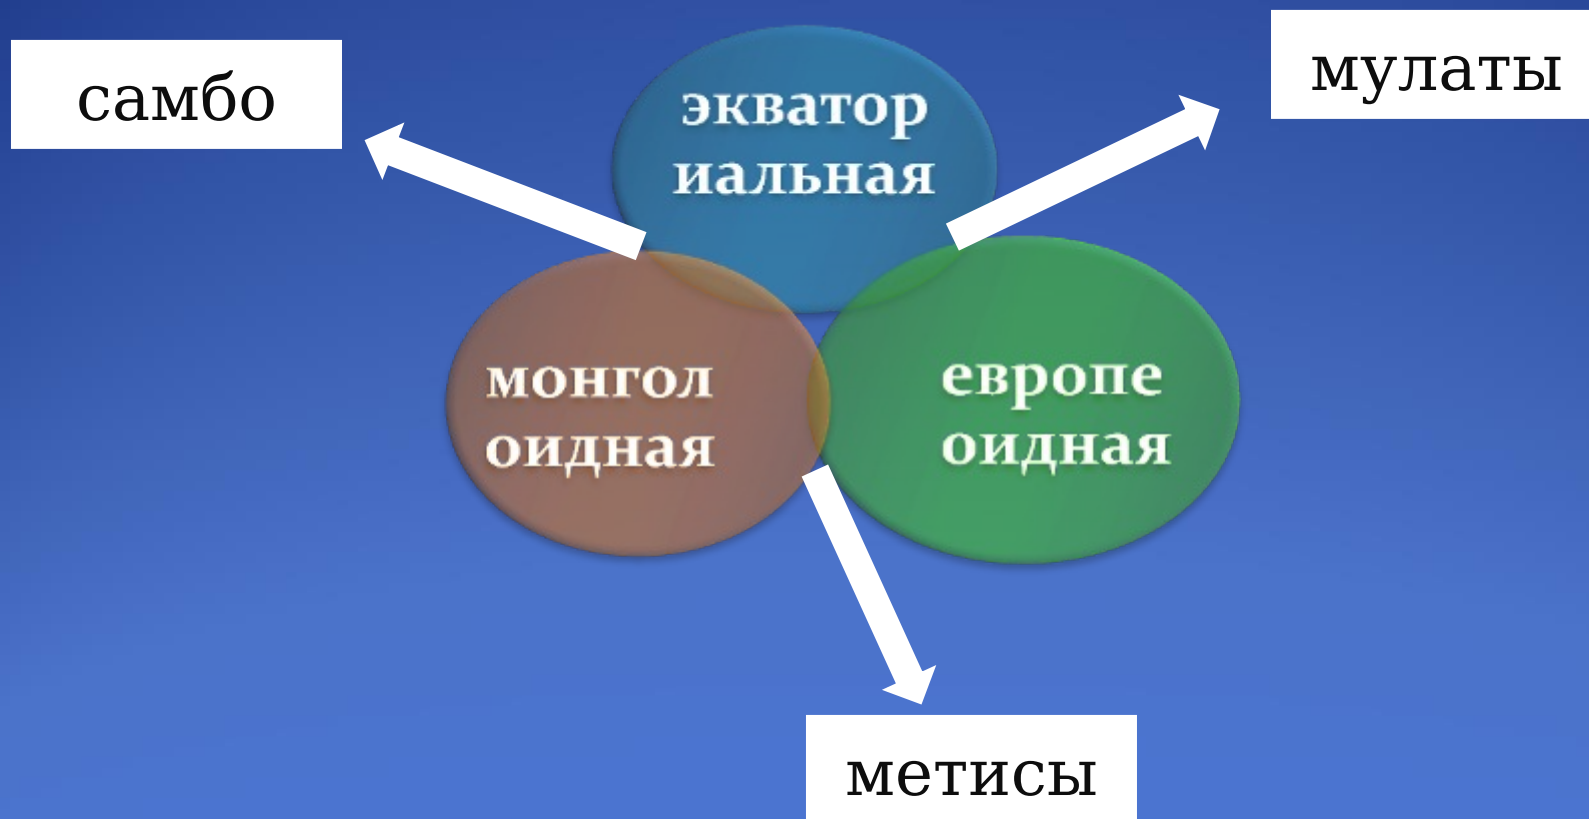 самбо
мулаты
экватор
иальная
монгол
оидная
европе
оидная
метисы